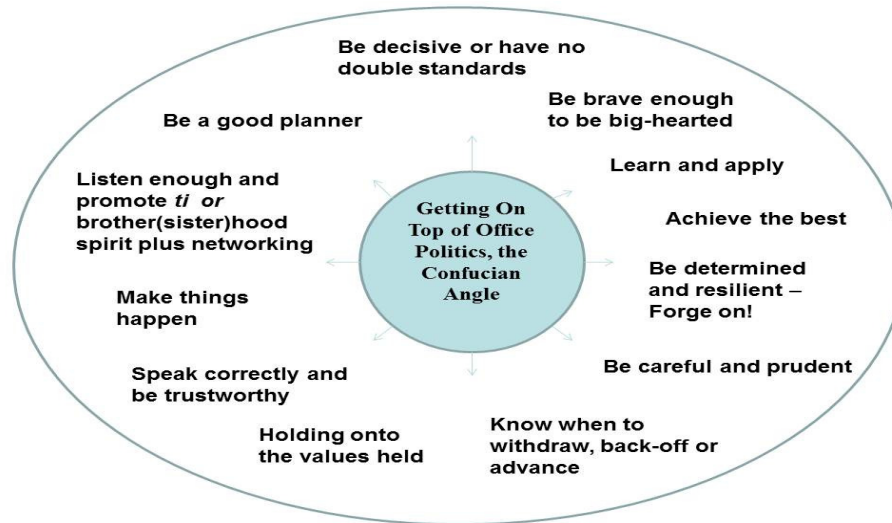 Be decisive or have no
double standards
Be brave enough
to be big-hearted
Be a good planner
Learn and apply
Listen enough and
promote ti or
brother(sister)hood
spirit plus networking
Getting On
Top of Office
Politics, the
Confucian
Angle
Achieve the best
Be determined
and resilient –
Forge on!
Make things
happen
Be careful and prudent
Speak correctly and
be trustworthy
Know when to
withdraw, back-off or
advance
Holding onto
the values held